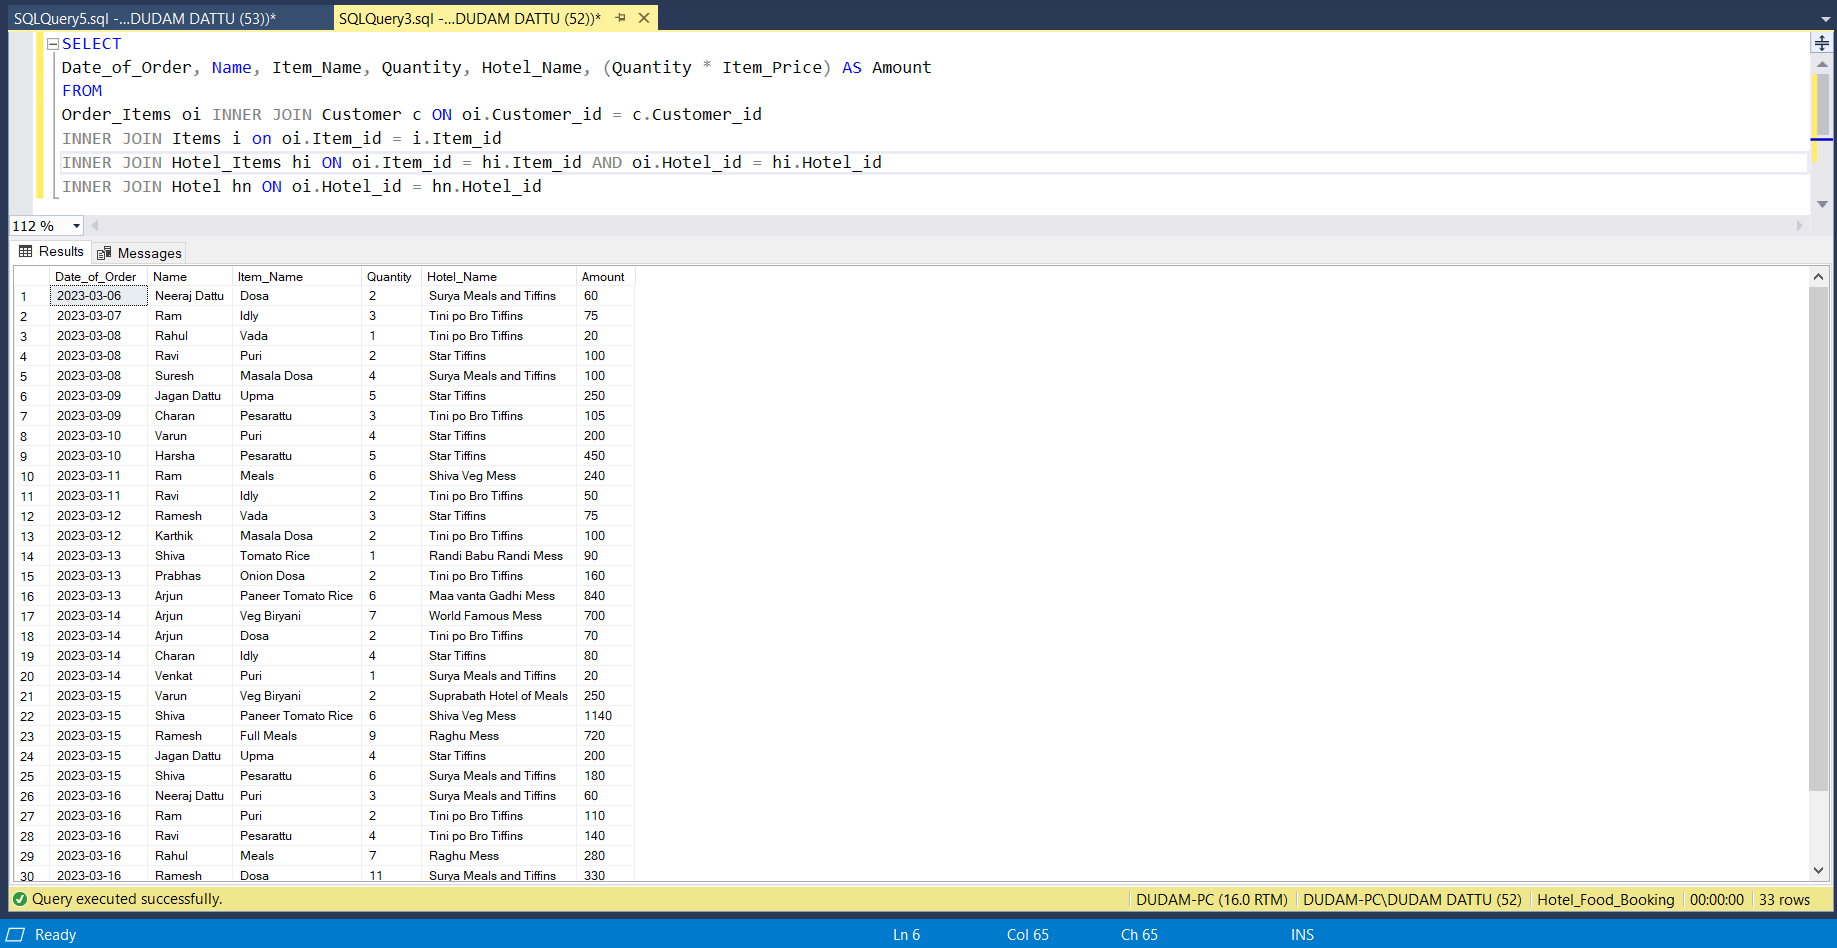 SQLQuery5.sql -...DUDAM DATTU (53))* SQLQuery3.sql -...DUDAM DATTU (52))*
SELECT
Date_of_Order, Name, Item_Name, Quantity, Hotel_Name, (Quantity * Item_Price) AS Amount
FROM
Order_Items oi INNER JOIN Customer c ON oi.Customer_id = c.Customer_id
INNER JOIN Items i on oi.Item_id = i.Item_id
INNER JOIN Hotel_Items hi ON oi.Item_id = hi.Item_id AND oi.Hotel_id = hi.Hotel_id
INNER JOIN Hotel hn ON oi.Hotel_id = hn.Hotel_id
112 %
Results Messages
Date_of_Order Name Item_Name Quantity Hotel_Name Amount
1 2023-03-06 Neeraj Dattu Dosa 2 Surya Meals and Tiffins 60
2 2023-03-07 Ram Idly 3 Tini po Bro Tiffins 75
3 2023-03-08 Rahul Vada 1 Tini po Bro Tiffins 20
4 2023-03-08 Ravi Puri 2 Star Tiffins 100
5 2023-03-08 Suresh Masala Dosa 4 Surya Meals and Tiffins 100
6 2023-03-09 Jagan Dattu Upma 5 Star Tiffins 250
7 2023-03-09 Charan Pesarattu 3 Tini po Bro Tiffins 105
8 2023-03-10 Varun Puri 4 Star Tiffins 200
9 2023-03-10 Harsha Pesarattu 5 Star Tiffins 450
10 2023-03-11 Ram Meals 6 Shiva Veg Mess 240
11 2023-03-11 Ravi Idly 2 Tini po Bro Tiffins 50
12 2023-03-12 Ramesh Vada 3 Star Tiffins 75
13 2023-03-12 Karthik Masala Dosa 2 Tini po Bro Tiffins 100
14 2023-03-13 Shiva Tomato Rice 1 Randi Babu Randi Mess 90
15 2023-03-13 Prabhas Onion Dosa 2 Tini po Bro Tiffins 160
16 2023-03-13 Arjun Paneer Tomato Rice 6 Maa vanta Gadhi Mess 840
17 2023-03-14 Arjun Veg Biryani 7 World Famous Mess 700
18 2023-03-14 Arjun Dosa 2 Tini po Bro Tiffins 70
19 2023-03-14 Charan Idly 4 Star Tiffins 80
20 2023-03-14 Venkat Puri 1 Surya Meals and Tiffins 20
21 2023-03-15 Varun Veg Biryani 2 Suprabath Hotel of Meals 250
22 2023-03-15 Shiva Paneer Tomato Rice 6 Shiva Veg Mess 1140
23 2023-03-15 Ramesh Full Meals 9 Raghu Mess 720
24 2023-03-15 Jagan Dattu Upma 4 Star Tiffins 200
25 2023-03-15 Shiva Pesarattu 6 Surya Meals and Tiffins 180
26 2023-03-16 Neeraj Dattu Puri 3 Surya Meals and Tiffins 60
27 2023-03-16 Ram Puri 2 Tini po Bro Tiffins 110
28 2023-03-16 Ravi Pesarattu 4 Tini po Bro Tiffins 140
29 2023-03-16 Rahul Meals 7 Raghu Mess 280
30 2023-03-16 Ramesh Dosa 11 Surya Meals and Tiffins 330
Query executed successfully. DUDAM-PC (16.0 RTM) DUDAM-PC\DUDAM DATTU (52) Hotel_Food_Booking 00:00:00 33 rows
Ready Ln 6 Col 65 Ch 65 INS